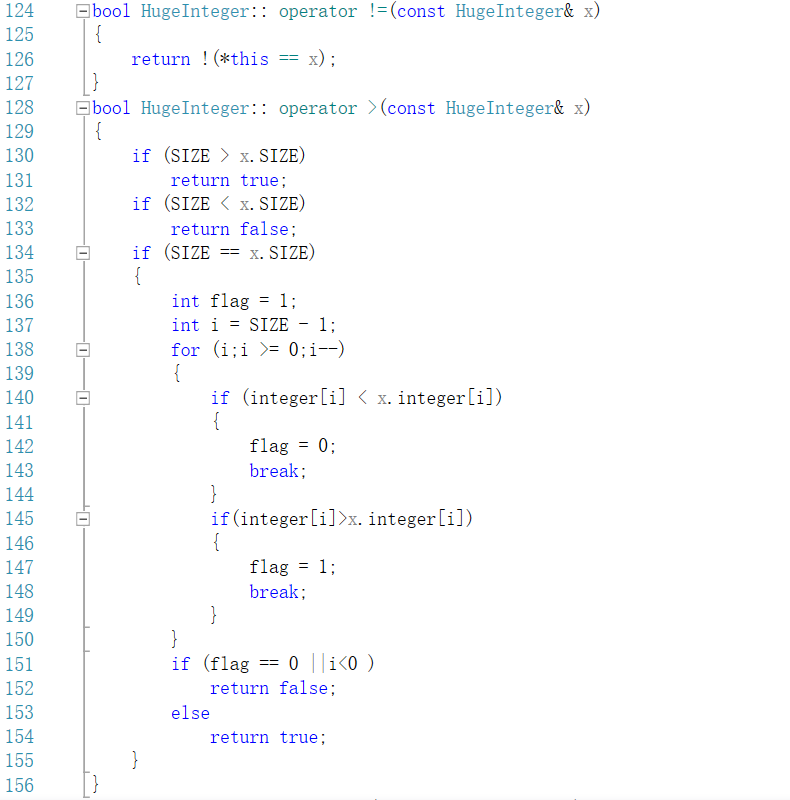 124 bool HugeInteger:: operator !=(const HugeInteger& x)
125 {
126 return !(*this == x);
127 }
128 bool HugeInteger:: operator >(const HugeInteger& x)
129 {
130 if (SIZE > x.SIZE)
131 return true;
132 if (SIZE < x.SIZE)
133 return false;
134 if (SIZE == x.SIZE)
135 {
136 int flag = 1;
137 int i = SIZE - 1;
138 for (i;i >= 0;i--)
139 {
140 if (integer[i] < x.integer[i])
141 {
142 flag = 0;
143 break;
144 }
145 if(integer[i]>x.integer[i])
146 {
147 flag = 1;
148 break;
149 }
150 }
151 if (flag == 0 ||i<0 )
152 return false;
153 else
154 return true;
155 }
156 }